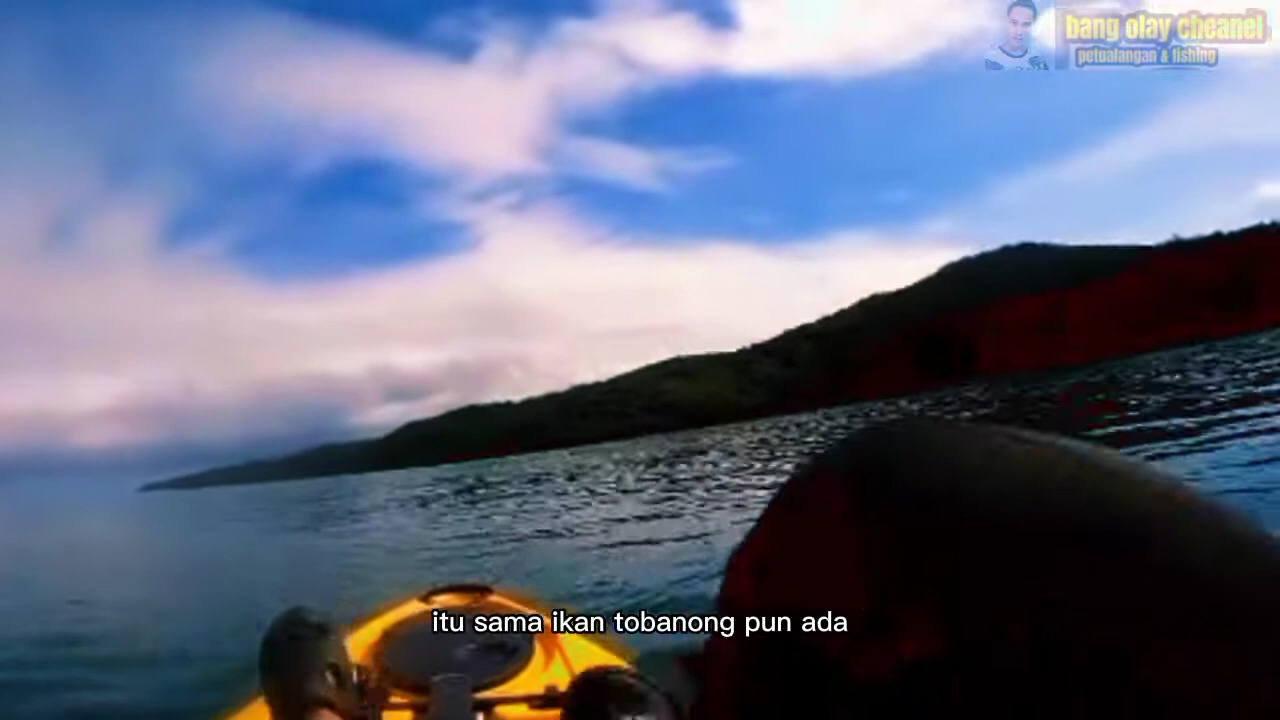 bang olay cheanel
petualangan & fishing
itu sama ikan tobanong pun ada